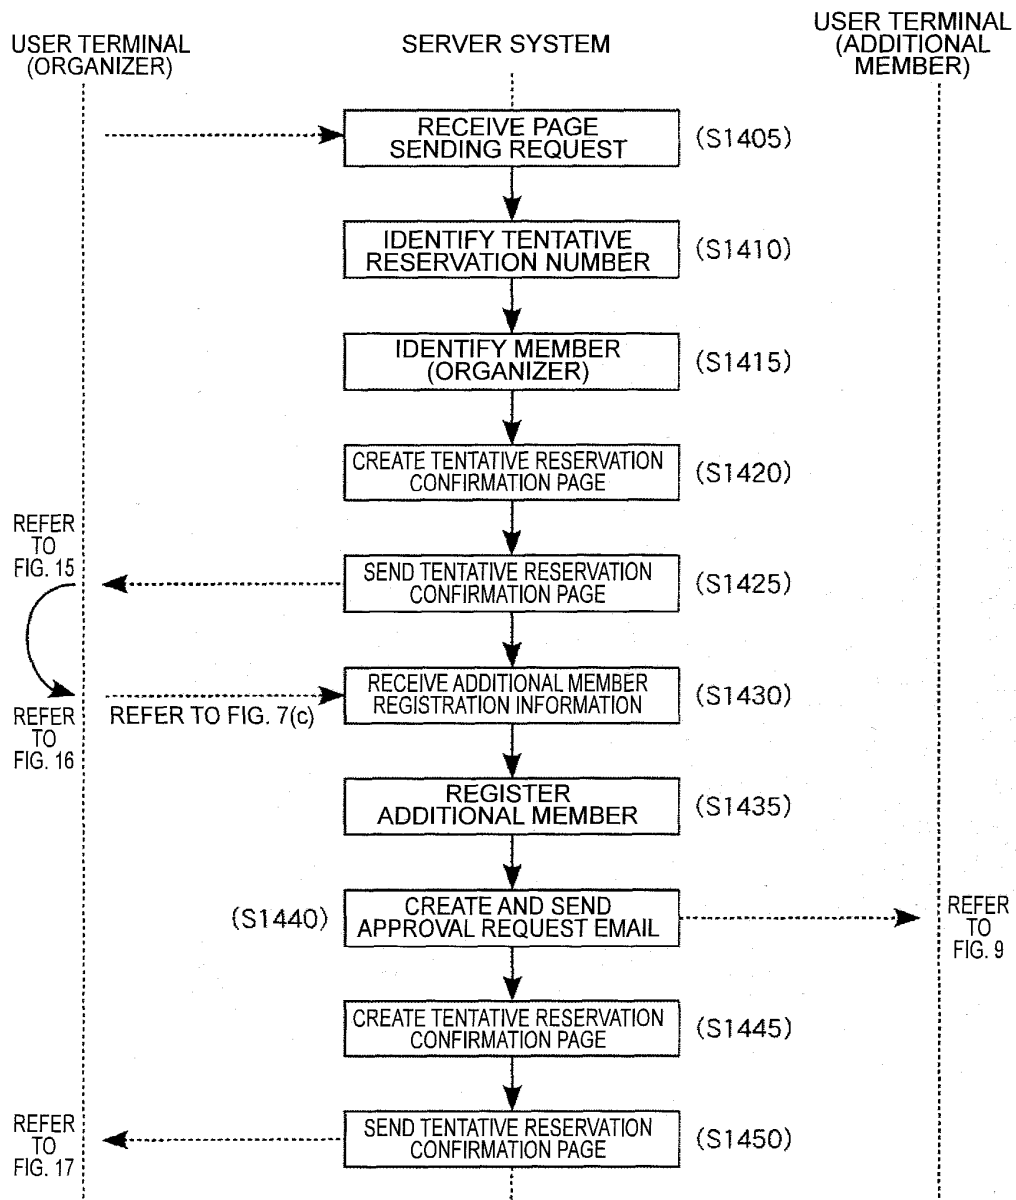 USER TERMINAL
(ORGANIZER)
SERVER SYSTEM
USER TERMINAL
(ADDITIONAL
MEMBER)
RECEIVE PAGE
SENDING REQUEST
(S1405)
IDENTIFY TENTATIVE
RESERVATION NUMBER
(S1410)
IDENTIFY MEMBER
(ORGANIZER)
(S1415)
CREATE TENTATIVE RESERVATION
CONFIRMATION PAGE
(S1420)
REFER
TO
FIG. 15
SEND TENTATIVE RESERVATION
CONFIRMATION PAGE
(S1425)
REFER
TO
FIG. 16
REFER TO FIG. 7(c)
RECEIVE ADDITIONAL MEMBER
REGISTRATION INFORMATION
(S1430)
REGISTER
ADDITIONAL MEMBER
(S1435)
(S1440)
CREATE AND SEND
APPROVAL REQUEST EMAIL
REFER
TO
FIG. 9
CREATE TENTATIVE RESERVATION
CONFIRMATION PAGE
(S1445)
REFER
TO
FIG. 17
SEND TENTATIVE RESERVATION
CONFIRMATION PAGE
(S1450)